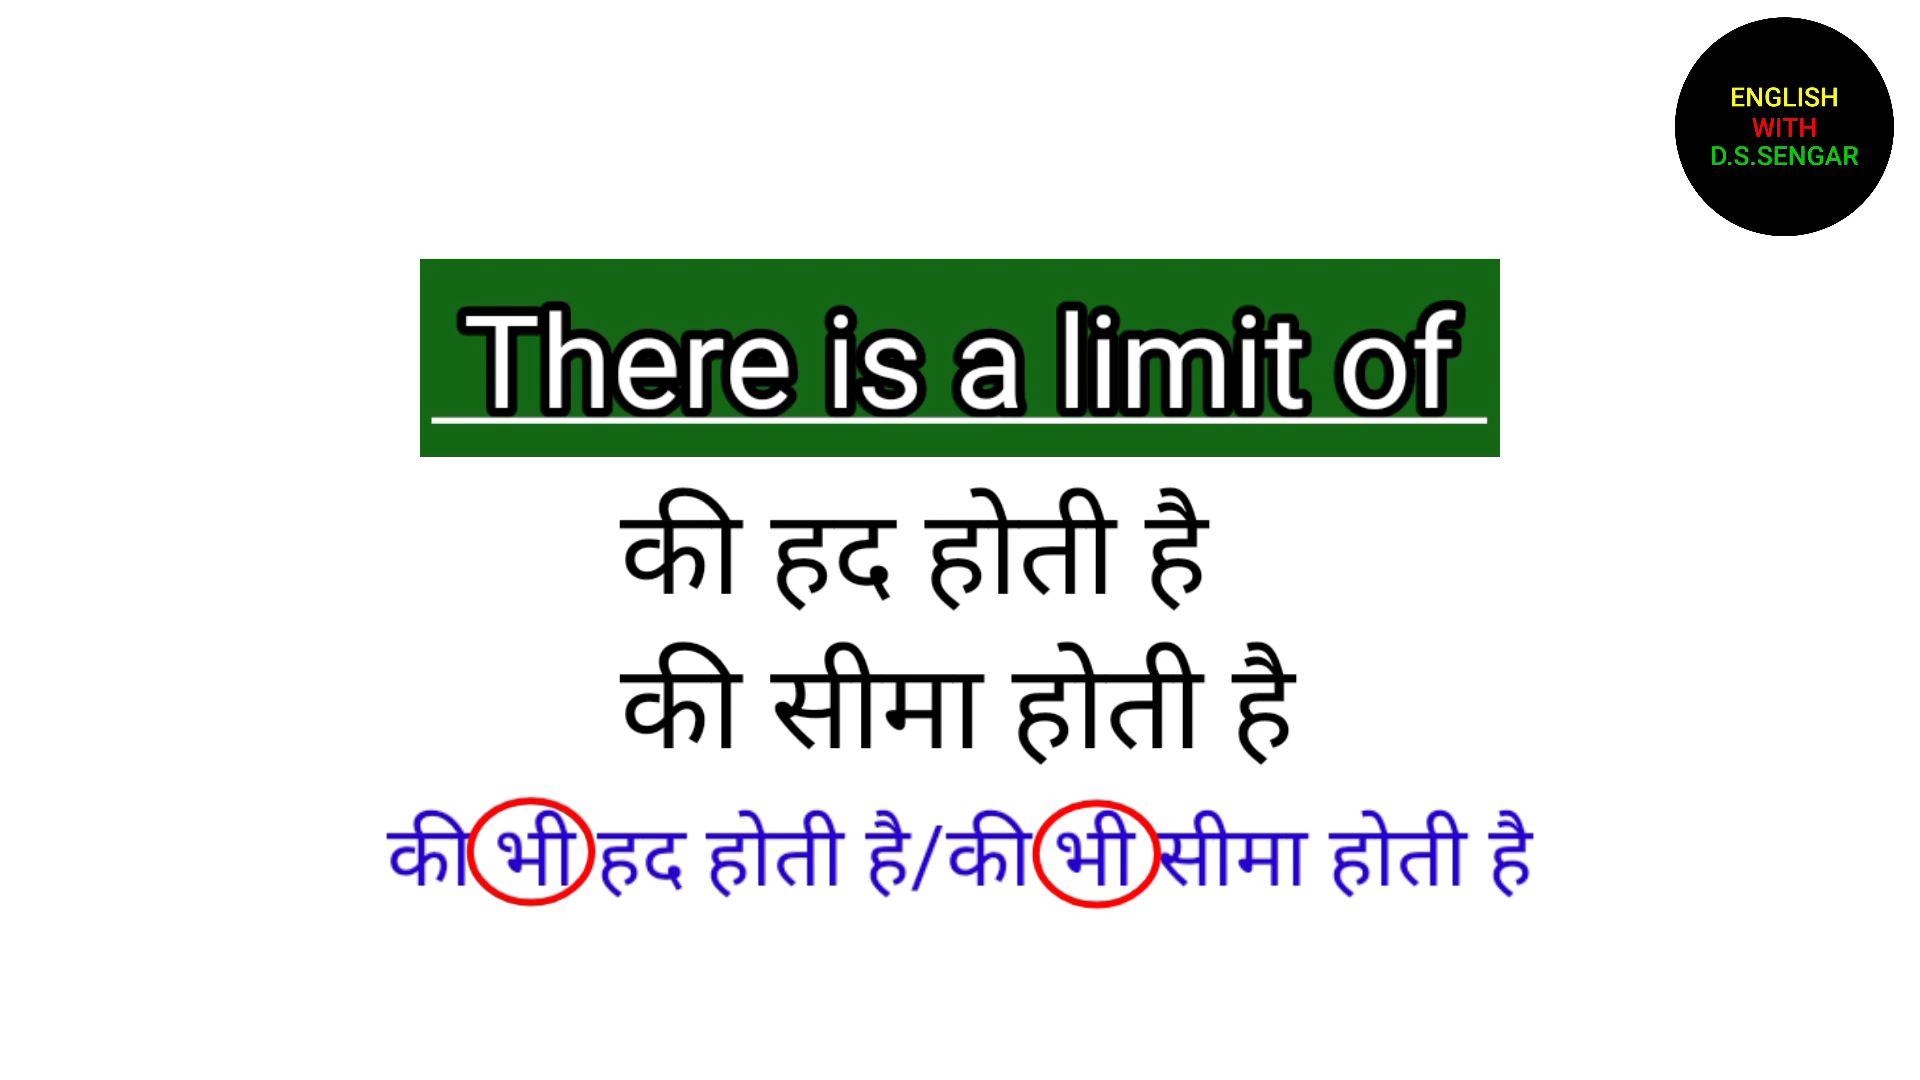 ENGLISH
WITH
D.S.SENGAR
There is a limit of
की हद होती है
की सीमा होती है
की भी हद होती है/की भी सीमा होती है